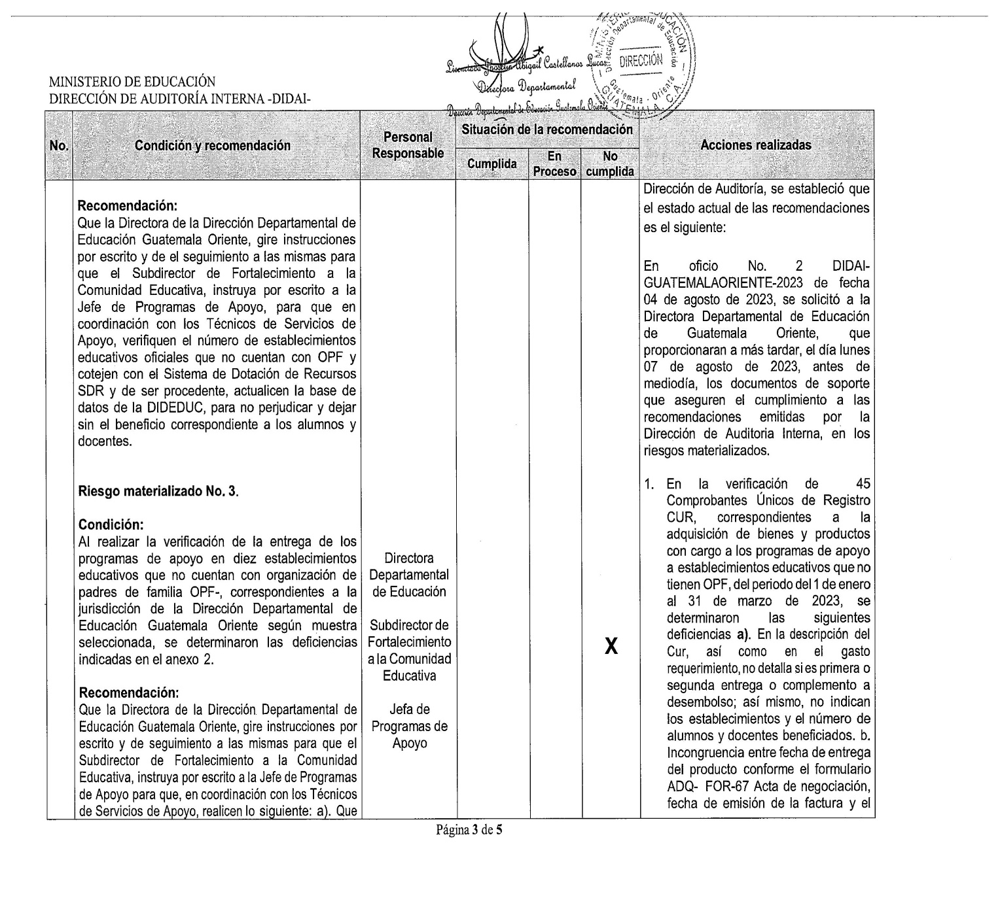 MINISTERIO DE EDUCACIÓN
DIRECCIÓN DE AUDITORÍA INTERNA -DIDAI-
Licenciada Jhoselin Abigail Castellanos Lucas
Directora Departamental
Dirección Departamental de Educación Guatemala Oriente
MINISTERIO DE EDUCACIÓN
Dirección Departamental de Educación
DIRECCIÓN
Guatemala - Oriente
GUATEMALA, C.A.
No.
Condición y recomendación
Personal
Responsable
Situación de la recomendación
Cumplida
En
Proceso
No
cumplida
Acciones realizadas
Recomendación:
Que la Directora de la Dirección Departamental de
Educación Guatemala Oriente, gire instrucciones
por escrito y de el seguimiento a las mismas para
que el Subdirector de Fortalecimiento a la
Comunidad Educativa, instruya por escrito a la
Jefe de Programas de Apoyo, para que en
coordinación con los Técnicos de Servicios de
Apoyo, verifiquen el número de establecimientos
educativos oficiales que no cuentan con OPF y
cotejen con el Sistema de Dotación de Recursos
SDR y de ser procedente, actualicen la base de
datos de la DIDEDUC, para no perjudicar y dejar
sin el beneficio correspondiente a los alumnos y
docentes.
Riesgo materializado No. 3.
Condición:
Al realizar la verificación de la entrega de los
programas de apoyo en diez establecimientos
educativos que no cuentan con organización de
padres de familia OPF-, correspondientes a la
jurisdicción de la Dirección Departamental de
Educación Guatemala Oriente según muestra
seleccionada, se determinaron las deficiencias
indicadas en el anexo 2.
Recomendación:
Que la Directora de la Dirección Departamental de
Educación Guatemala Oriente, gire instrucciones por
escrito y de seguimiento a las mismas para que el
Subdirector de Fortalecimiento a la Comunidad
Educativa, instruya por escrito a la Jefe de Programas
de Apoyo para que, en coordinación con los Técnicos
de Servicios de Apoyo, realicen lo siguiente: a). Que
Directora
Departamental
de Educación
Subdirector de
Fortalecimiento
a la Comunidad
Educativa
Jefa de
Programas de
Apoyo
X
Dirección de Auditoría, se estableció que
el estado actual de las recomendaciones
es el siguiente:
En oficio No. 2 DIDAI-
GUATEMALAORIENTE-2023 de fecha
04 de agosto de 2023, se solicitó a la
Directora Departamental de Educación
de Guatemala Oriente, que
proporcionaran a más tardar, el día lunes
07 de agosto de 2023, antes de
mediodía, los documentos de soporte
que aseguren el cumplimiento a las
recomendaciones emitidas por la
Dirección de Auditoria Interna, en los
riesgos materializados.
1. En la verificación de 45
Comprobantes Únicos de Registro
CUR, correspondientes a la
adquisición de bienes y productos
con cargo a los programas de apoyo
a establecimientos educativos que no
tienen OPF, del periodo del 1 de enero
al 31 de marzo de 2023, se
determinaron las siguientes
deficiencias a). En la descripción del
Cur, así como en el gasto
requerimiento, no detalla si es primera o
segunda entrega o complemento a
desembolso; así mismo, no indican
los establecimientos y el número de
alumnos y docentes beneficiados. b.
Incongruencia entre fecha de entrega
del producto conforme el formulario
ADQ- FOR-67 Acta de negociación,
fecha de emisión de la factura y el
Página 3 de 5